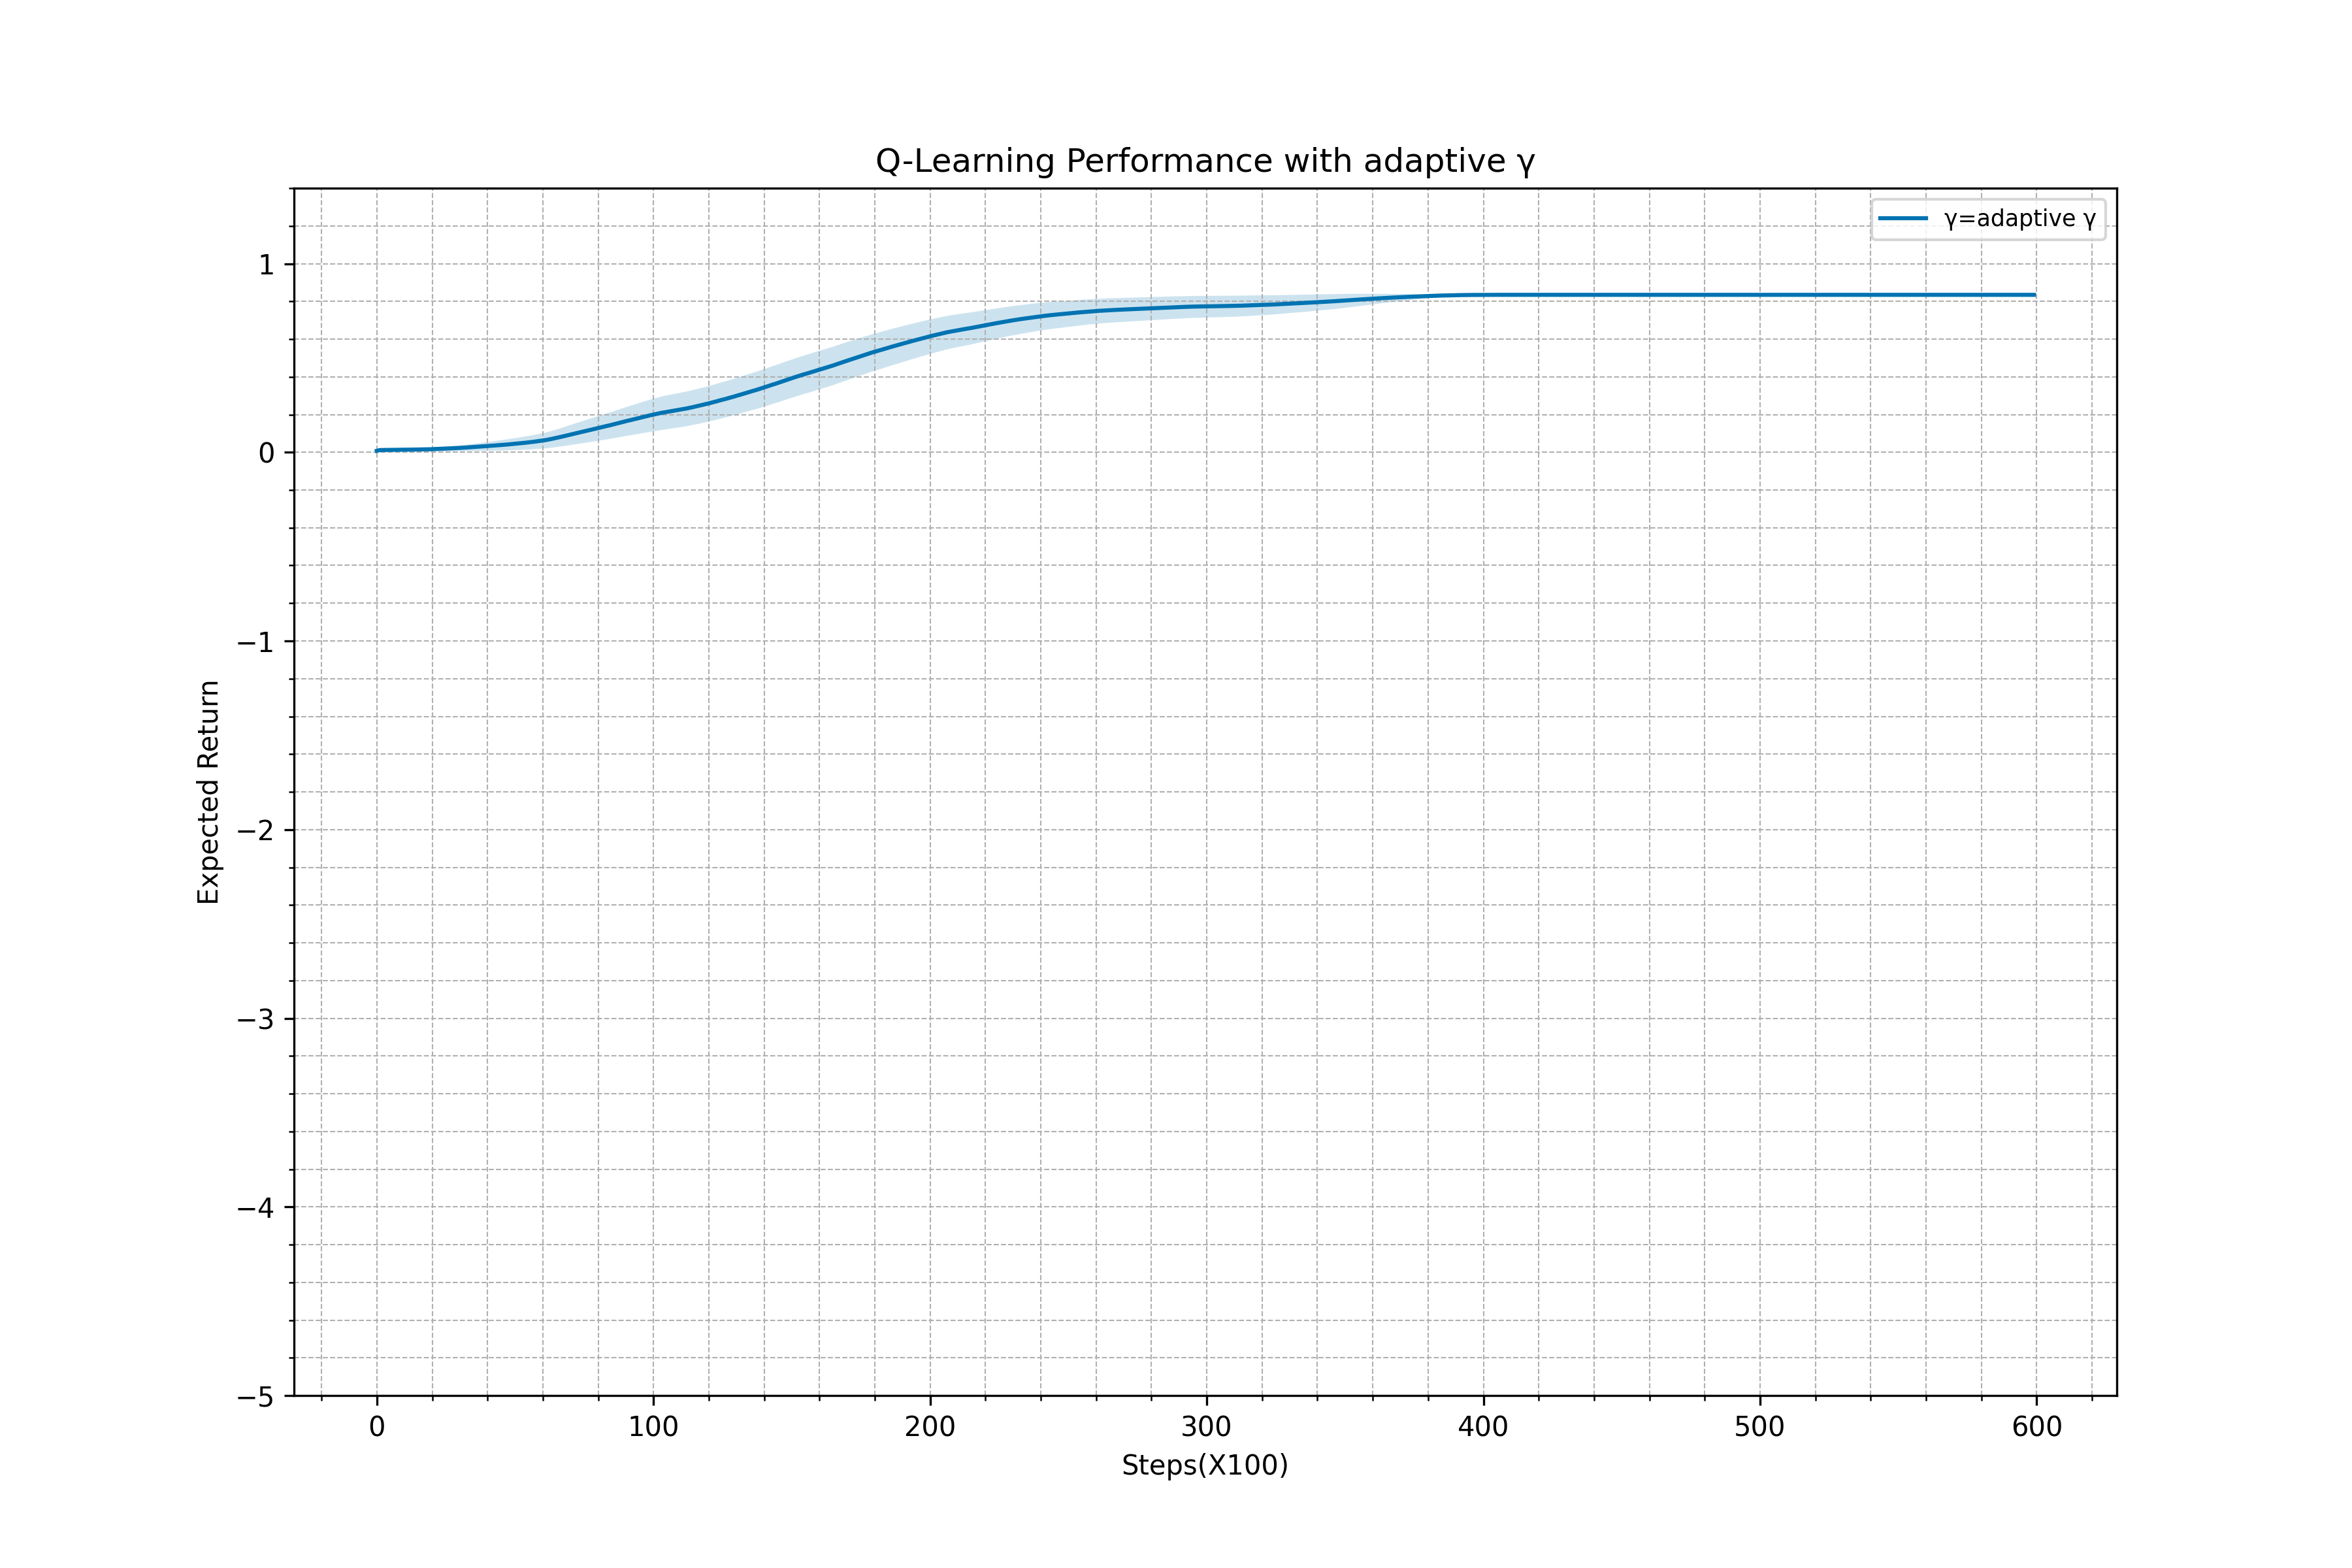 Q-Learning Performance with adaptive γ
γ=adaptive γ
1
0
−1
−2
−3
−4
−5
Expected Return
0 100 200 300 400 500 600
Steps(X100)